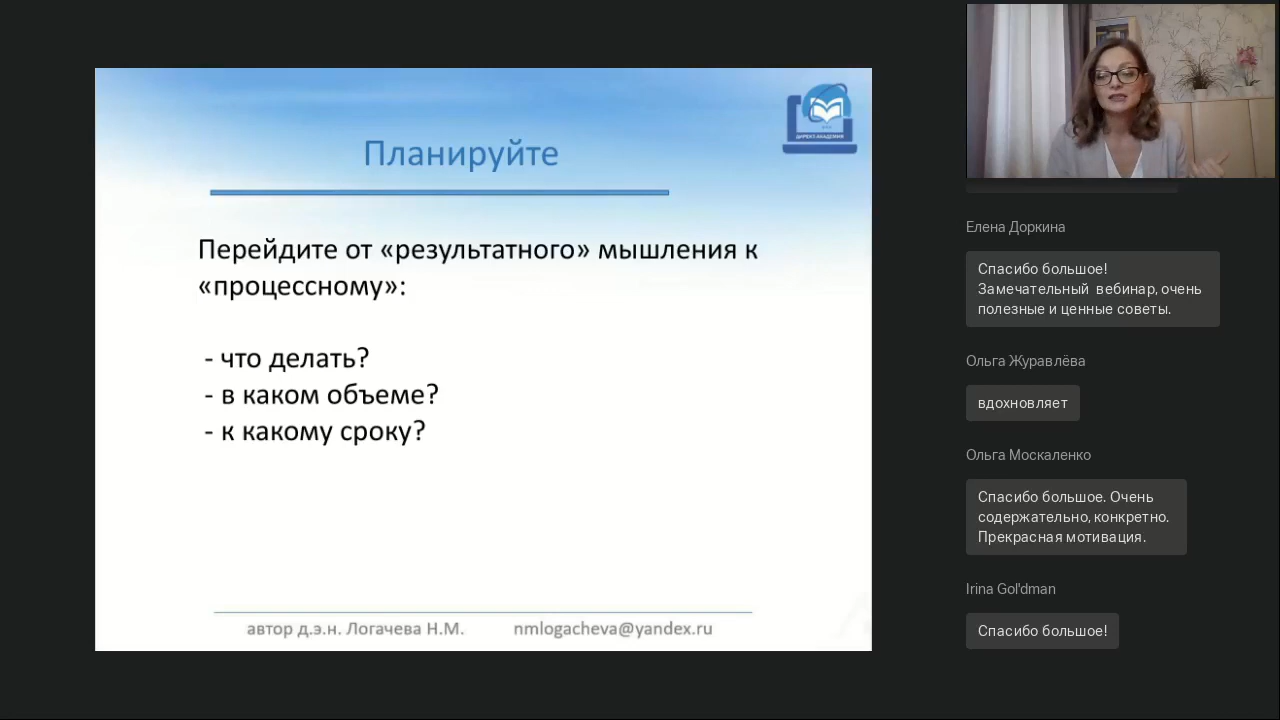 Планируйте
ДИРЕКТ-АКАДЕМИЯ
Перейдите от «результатного» мышления к
«процессному»:
- что делать?
- в каком объеме?
- к какому сроку?
автор д.э.н. Логачева Н.М. nmlogacheva@yandex.ru
Елена Доркина
Спасибо большое!
Замечательный вебинар, очень
полезные и ценные советы.
Ольга Журавлёва
вдохновляет
Ольга Москаленко
Спасибо большое. Очень
содержательно, конкретно.
Прекрасная мотивация.
Irina Gol'dman
Спасибо большое!